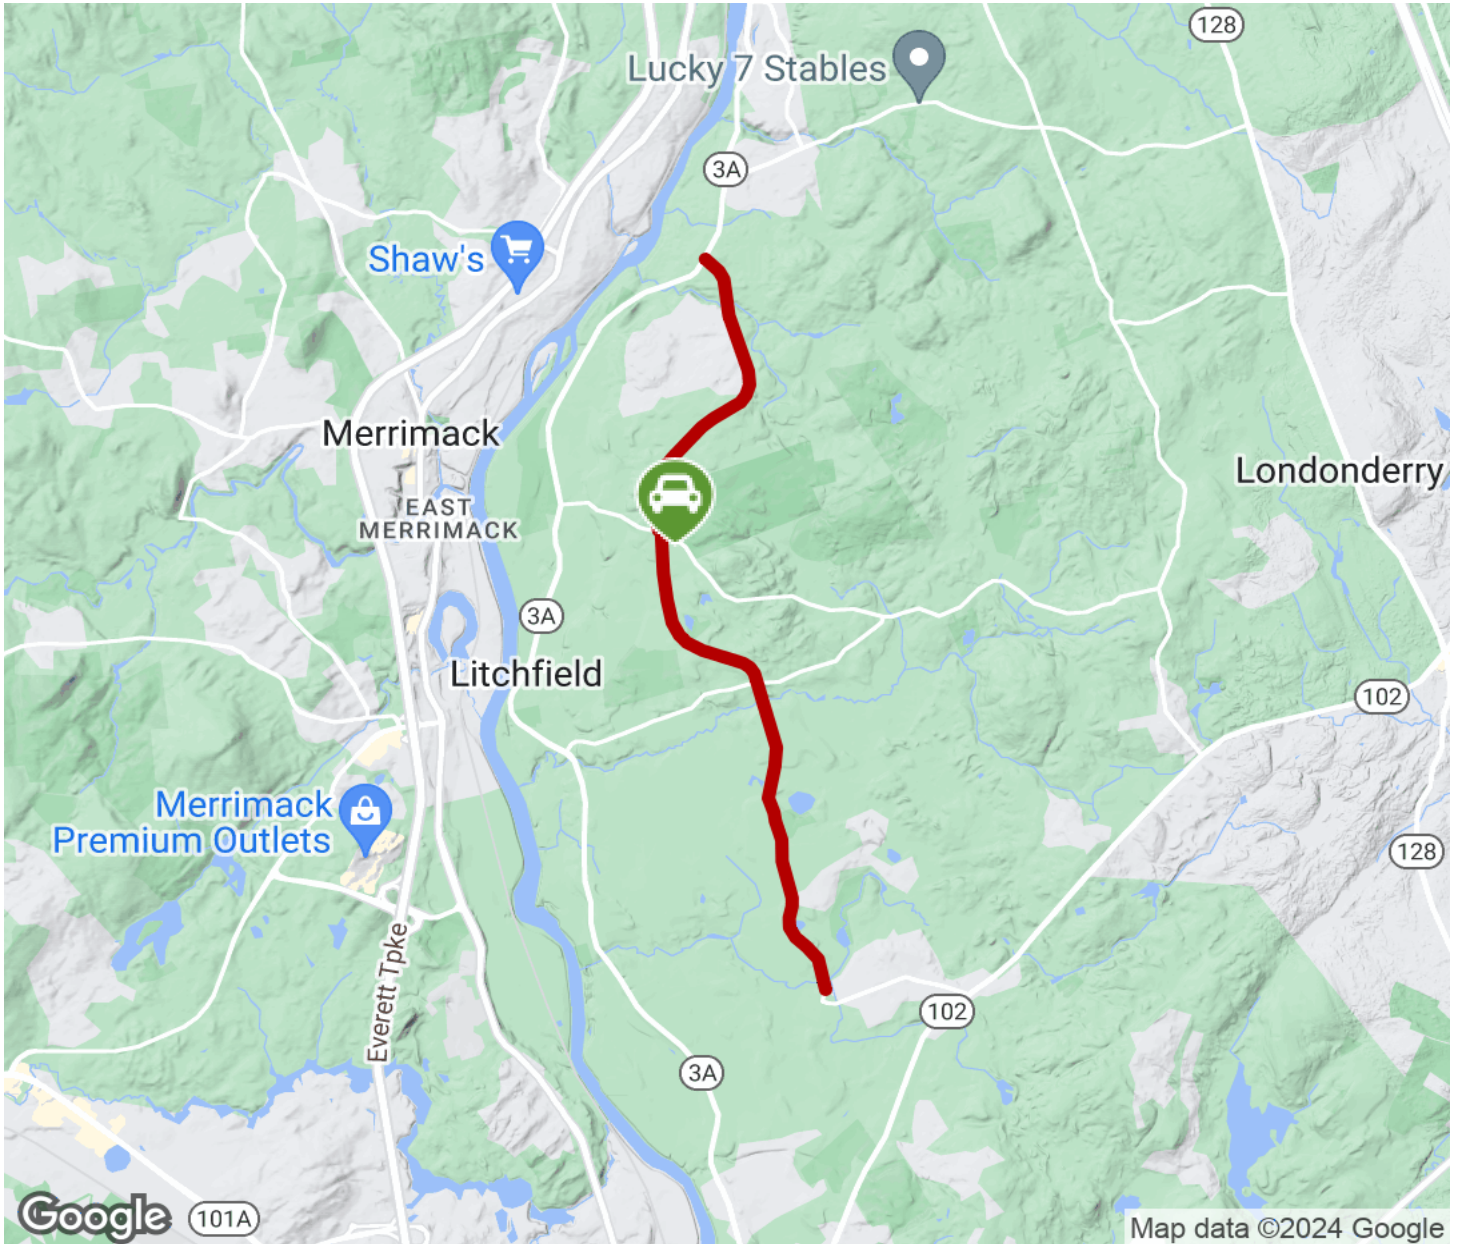 128
Lucky 7 Stables
3A
Shaw's
Merrimack
Londonderry
EAST
MERRIMACK
3A
Litchfield
102
Merrimack
Premium Outlets
128
Everett Tpke
102
3A
Google
101A
Map data ©2024 Google